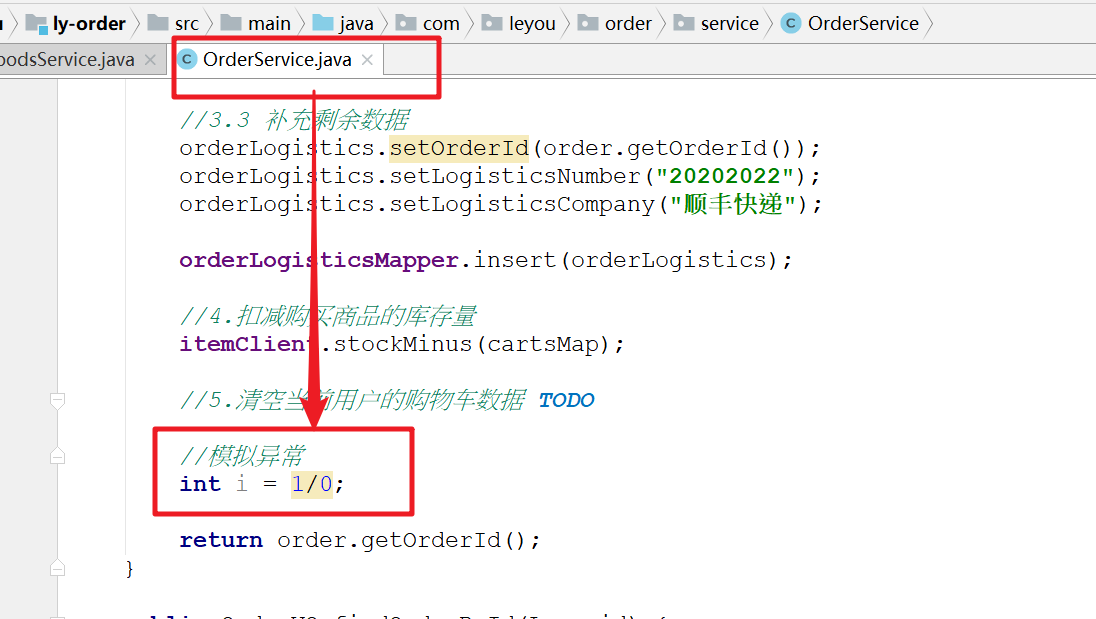 ly-order src main java com leyou order service OrderService
odsService.java OrderService.java
//3.3 补充剩余数据
orderLogistics.setOrderId(order.getOrderId());
orderLogistics.setLogisticsNumber("20202022");
orderLogistics.setLogisticsCompany("顺丰快递");
orderLogisticsMapper.insert(orderLogistics);
//4.扣减购买商品的库存量
itemClient.stockMinus(cartsMap);
//5.清空当前用户的购物车数据 TODO
//模拟异常
int i = 1/0;
return order.getOrderId();
}